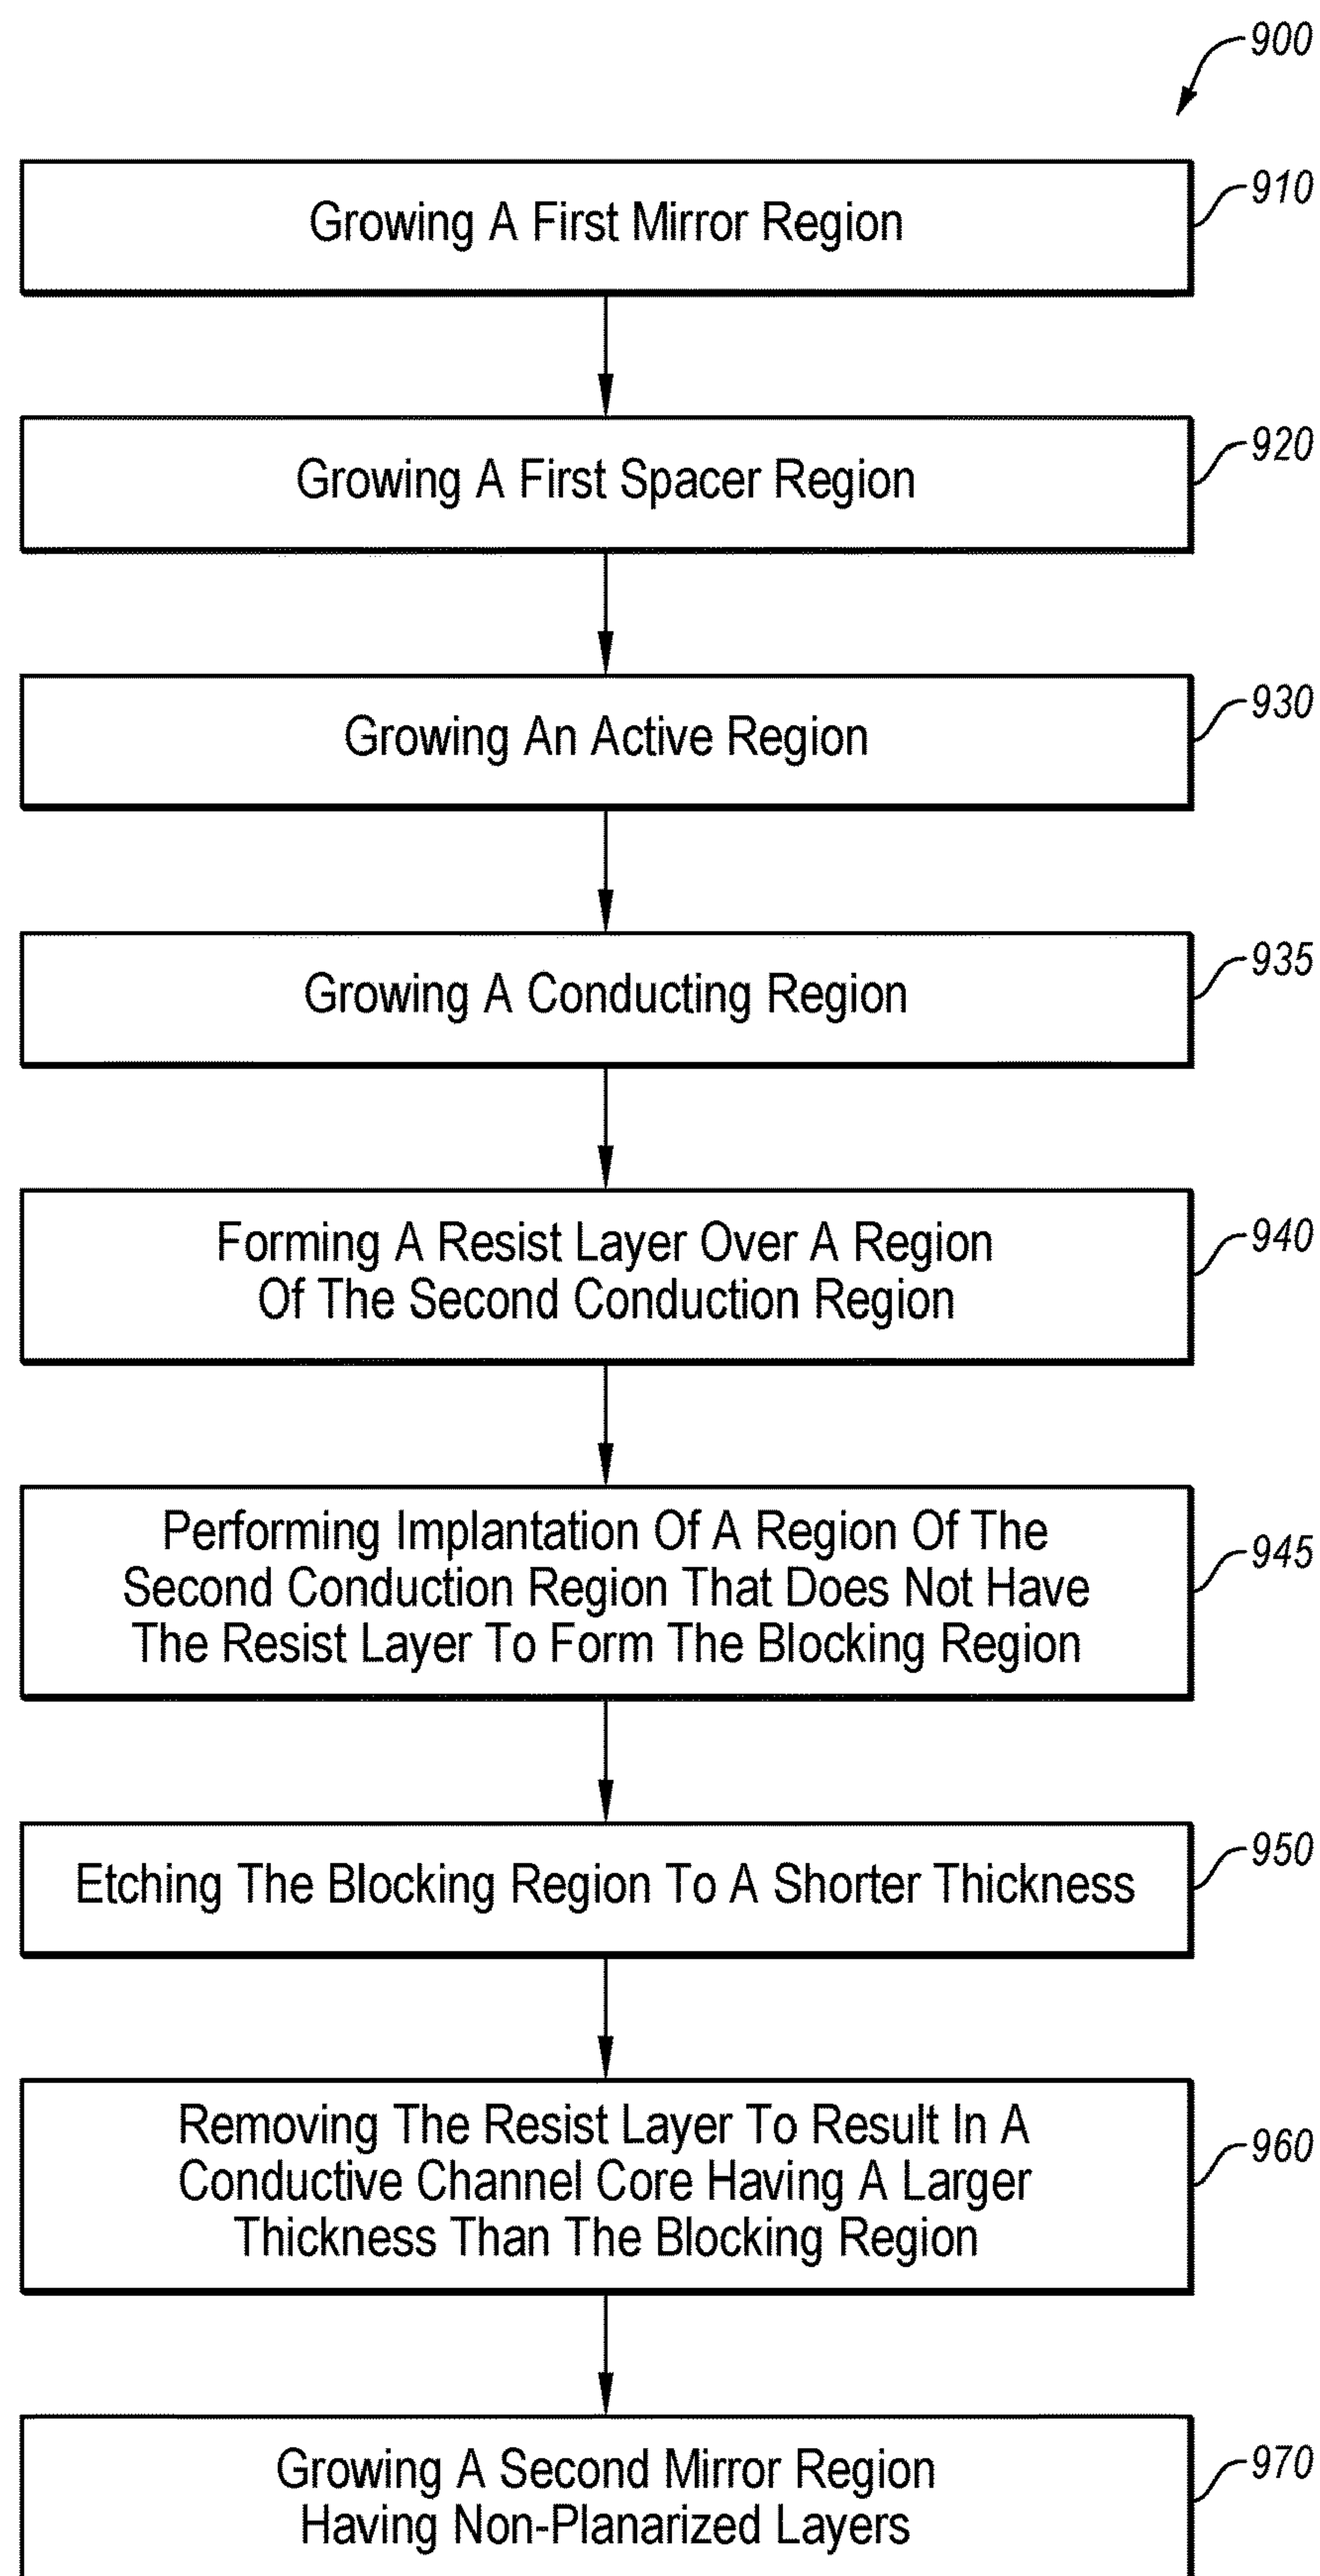 900
Growing A First Mirror Region
910
Growing A First Spacer Region
920
Growing An Active Region
930
Growing A Conducting Region
935
Forming A Resist Layer Over A Region
Of The Second Conduction Region
940
Performing Implantation Of A Region Of The
Second Conduction Region That Does Not Have
The Resist Layer To Form The Blocking Region
945
Etching The Blocking Region To A Shorter Thickness
950
Removing The Resist Layer To Result In A
Conductive Channel Core Having A Larger
Thickness Than The Blocking Region
960
Growing A Second Mirror Region
Having Non-Planarized Layers
970